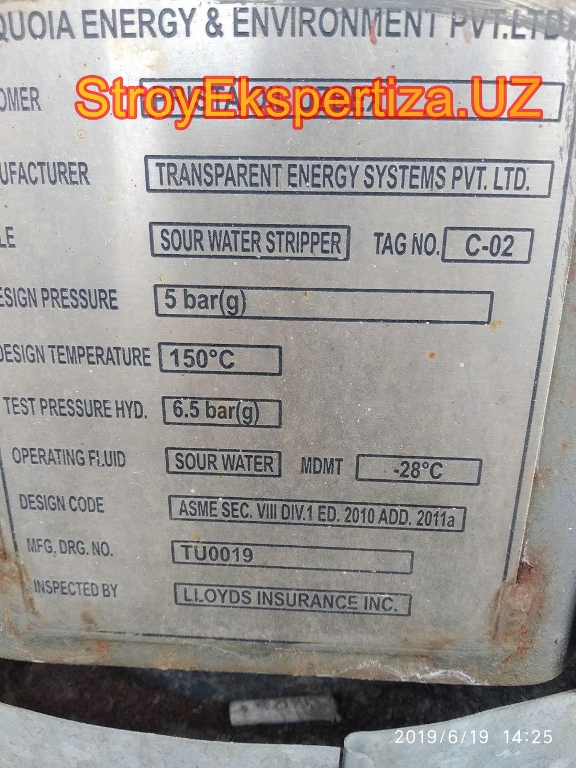 QUOIA ENERGY & ENVIRONMENT PVT.LTD.
OMER StroyEkspertiza.UZ
UFACTURER TRANSPARENT ENERGY SYSTEMS PVT. LTD.
LE SOUR WATER STRIPPER TAG NO. C-02
ESIGN PRESSURE 5 bar(g)
DESIGN TEMPERATURE 150°C
TEST PRESSURE HYD. 6.5 bar(g)
OPERATING FLUID SOUR WATER MDMT -28°C
DESIGN CODE ASME SEC. VIII DIV.1 ED. 2010 ADD. 2011a
MFG. DRG. NO. TU0019
INSPECTED BY LLOYDS INSURANCE INC.
2019/6/19 14:25